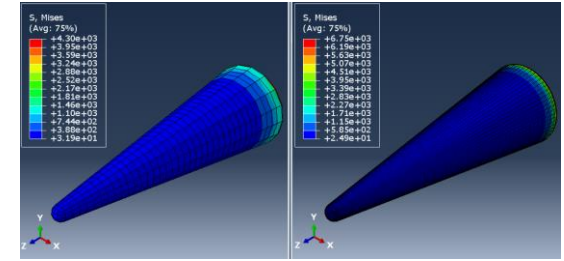 S, Mises
(Avg: 75%)
+4.30e+03
+3.95e+03
+3.59e+03
+3.24e+03
+2.88e+03
+2.52e+03
+2.17e+03
+1.81e+03
+1.46e+03
+1.10e+03
+7.44e+02
+3.88e+02
+3.19e+01
Y
Z X
S, Mises
(Avg: 75%)
+6.75e+03
+6.19e+03
+5.63e+03
+5.07e+03
+4.51e+03
+3.95e+03
+3.39e+03
+2.83e+03
+2.27e+03
+1.71e+03
+1.15e+03
+5.85e+02
+2.49e+01
Y
Z X